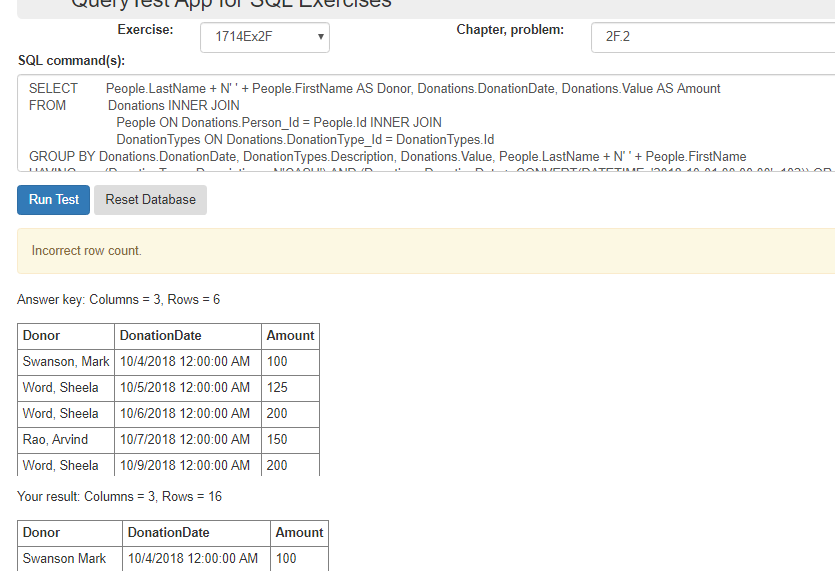 QueryTest App for SQL Exercises
Exercise: 1714Ex2F Chapter, problem: 2F.2
SQL command(s):
SELECT People.LastName + N' ' + People.FirstName AS Donor, Donations.DonationDate, Donations.Value AS Amount
FROM Donations INNER JOIN
People ON Donations.Person_Id = People.Id INNER JOIN
DonationTypes ON Donations.DonationType_Id = DonationTypes.Id
GROUP BY Donations.DonationDate, DonationTypes.Description, Donations.Value, People.LastName + N' ' + People.FirstName
Run Test Reset Database
Incorrect row count.
Answer key: Columns = 3, Rows = 6
Donor DonationDate Amount
Swanson, Mark 10/4/2018 12:00:00 AM 100
Word, Sheela 10/5/2018 12:00:00 AM 125
Word, Sheela 10/6/2018 12:00:00 AM 200
Rao, Arvind 10/7/2018 12:00:00 AM 150
Word, Sheela 10/9/2018 12:00:00 AM 200
Your result: Columns = 3, Rows = 16
Donor DonationDate Amount
Swanson Mark 10/4/2018 12:00:00 AM 100